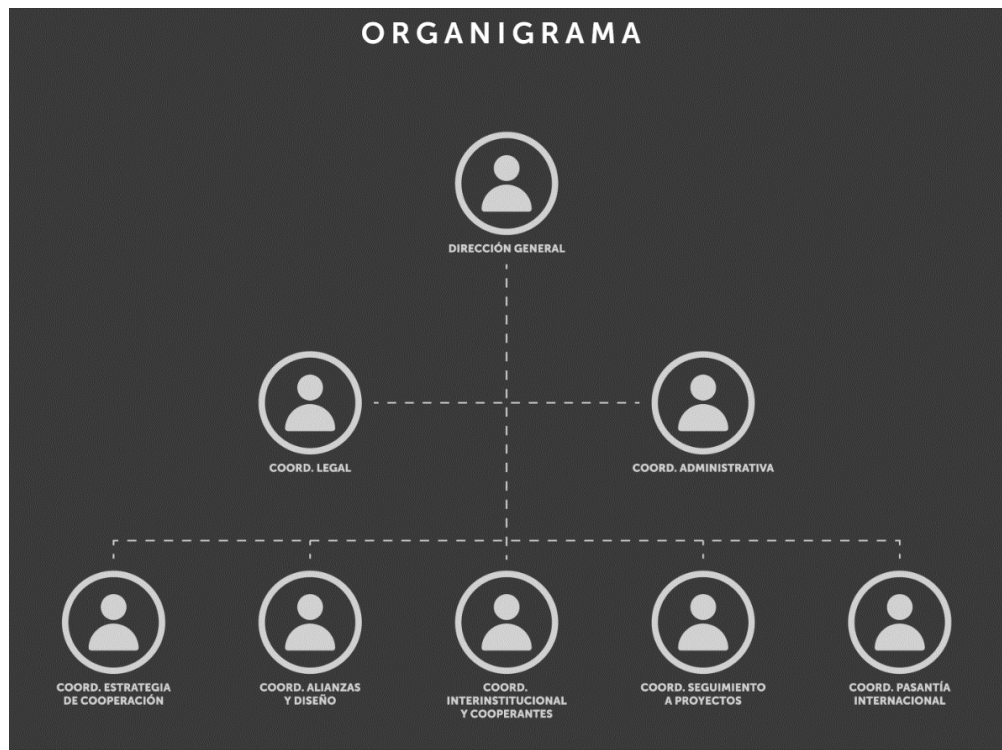 ORGANIGRAMA
DIRECCIÓN GENERAL
COORD. LEGAL
COORD. ADMINISTRATIVA
COORD. ESTRATEGIA
DE COOPERACIÓN
COORD. ALIANZAS
Y DISEÑO
COORD.
INTERINSTITUCIONAL
Y COOPERANTES
COORD. SEGUIMIENTO
A PROYECTOS
COORD. PASANTÍA
INTERNACIONAL